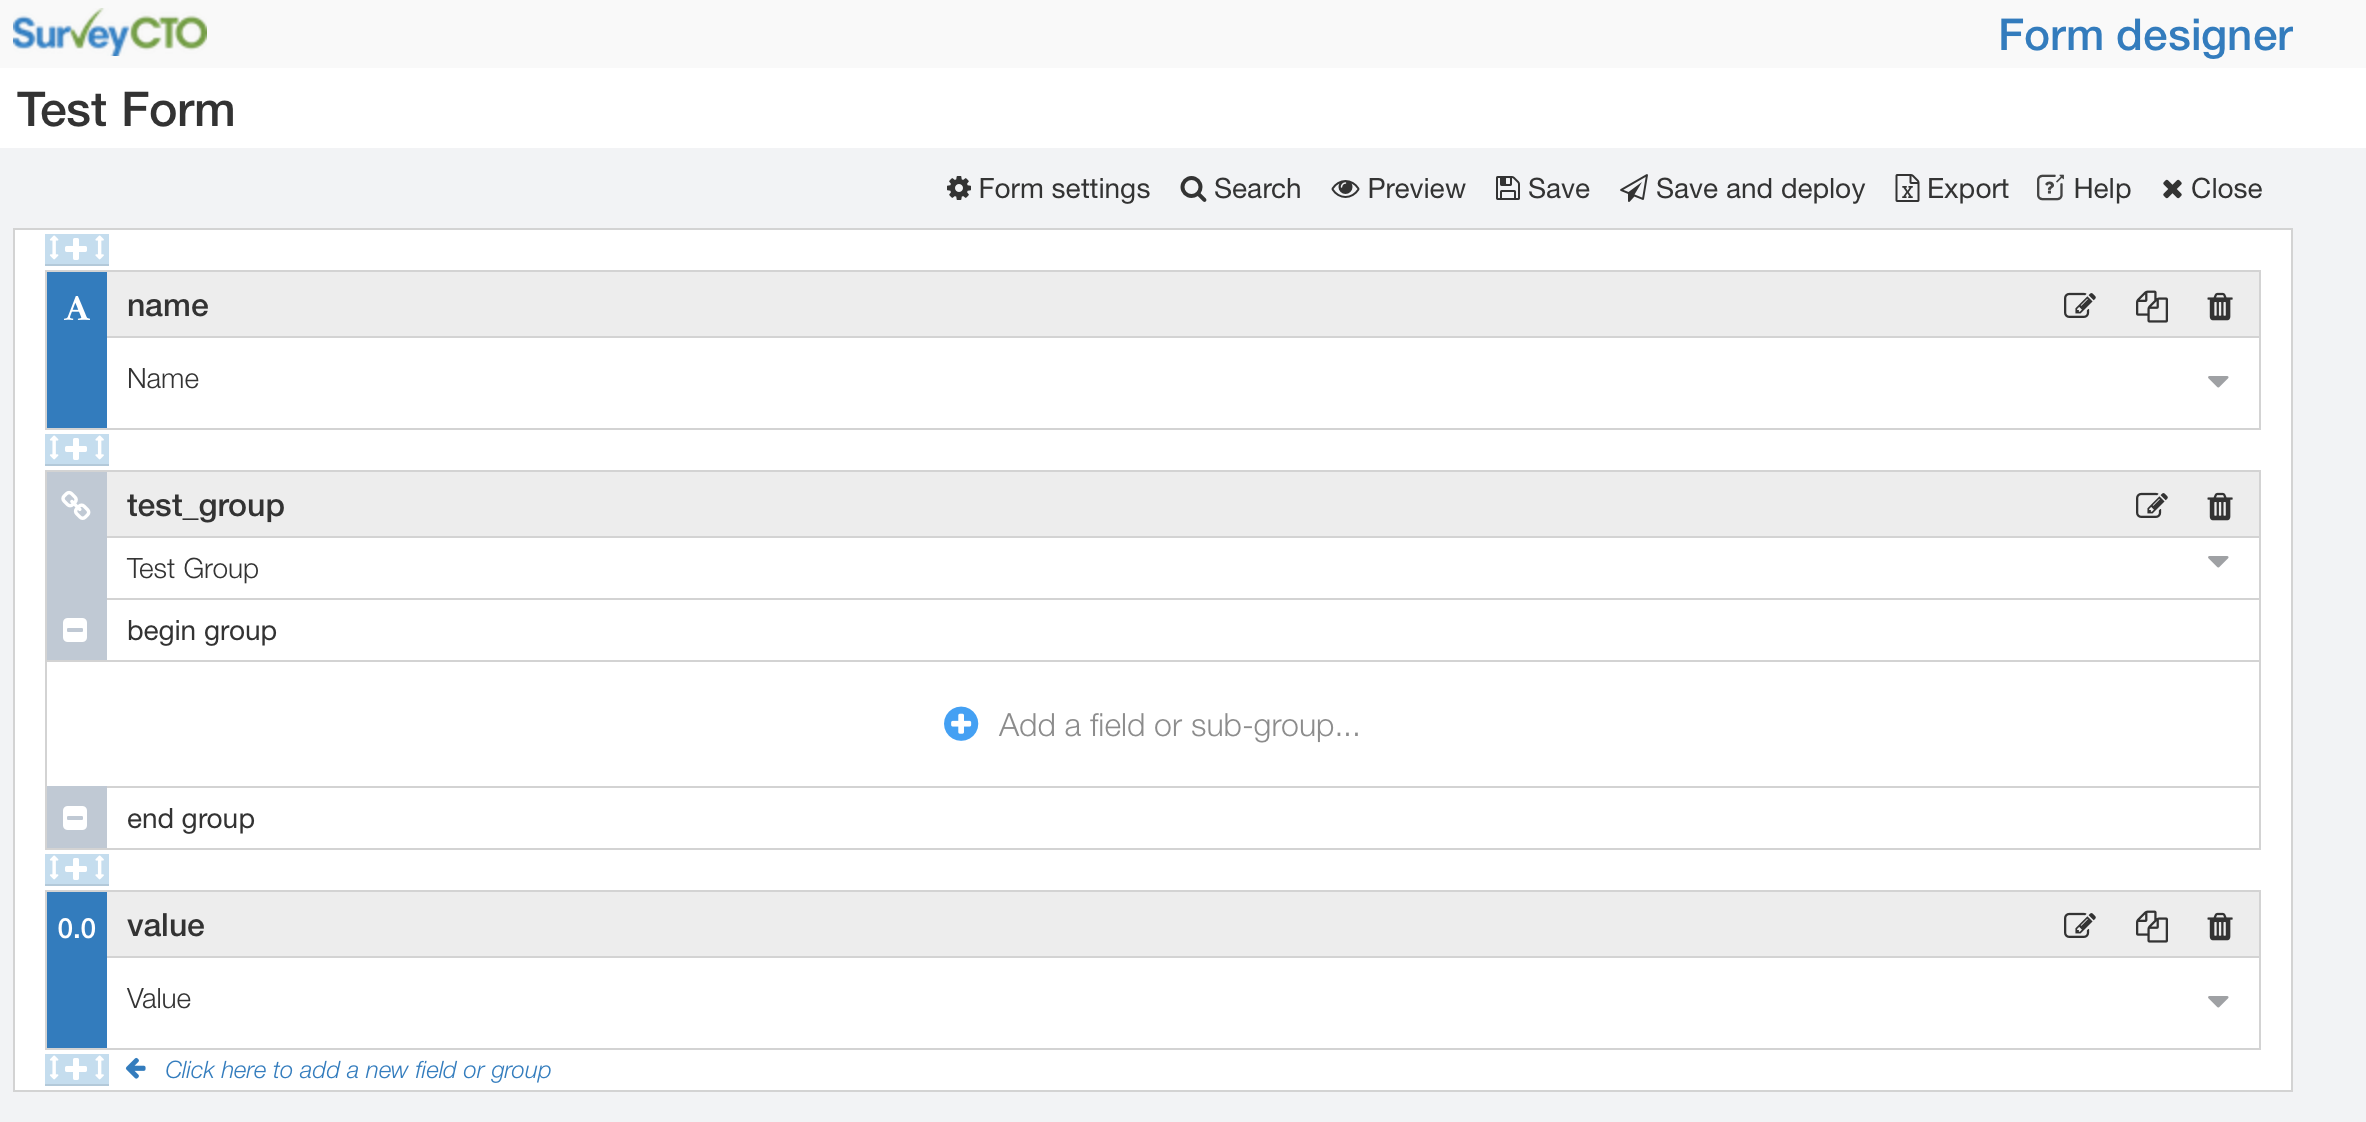 SurveyCTO
Form designer
Test Form
Form settings Search Preview Save Save and deploy Export Help Close
A name
Name
test_group
Test Group
begin group
Add a field or sub-group...
end group
0.0 value
Value
Click here to add a new field or group